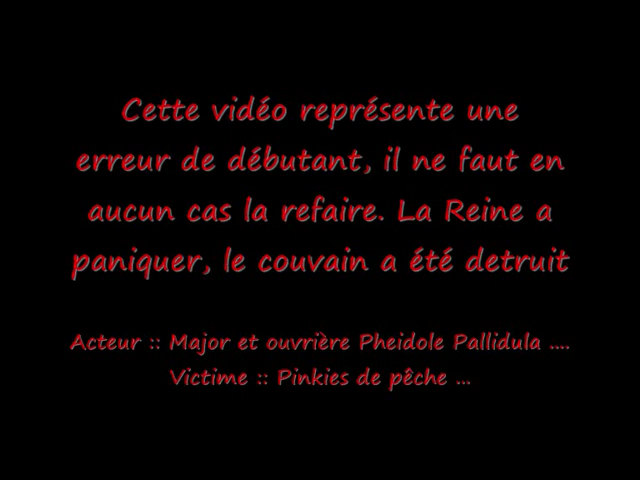 Cette vidéo représente une
erreur de débutant, il ne faut en
aucun cas la refaire. La Reine a
paniquer, le couvain a été detruit
Acteur :: Major et ouvrière Pheidole Pallidula ....
Victime :: Pinkies de pêche ...